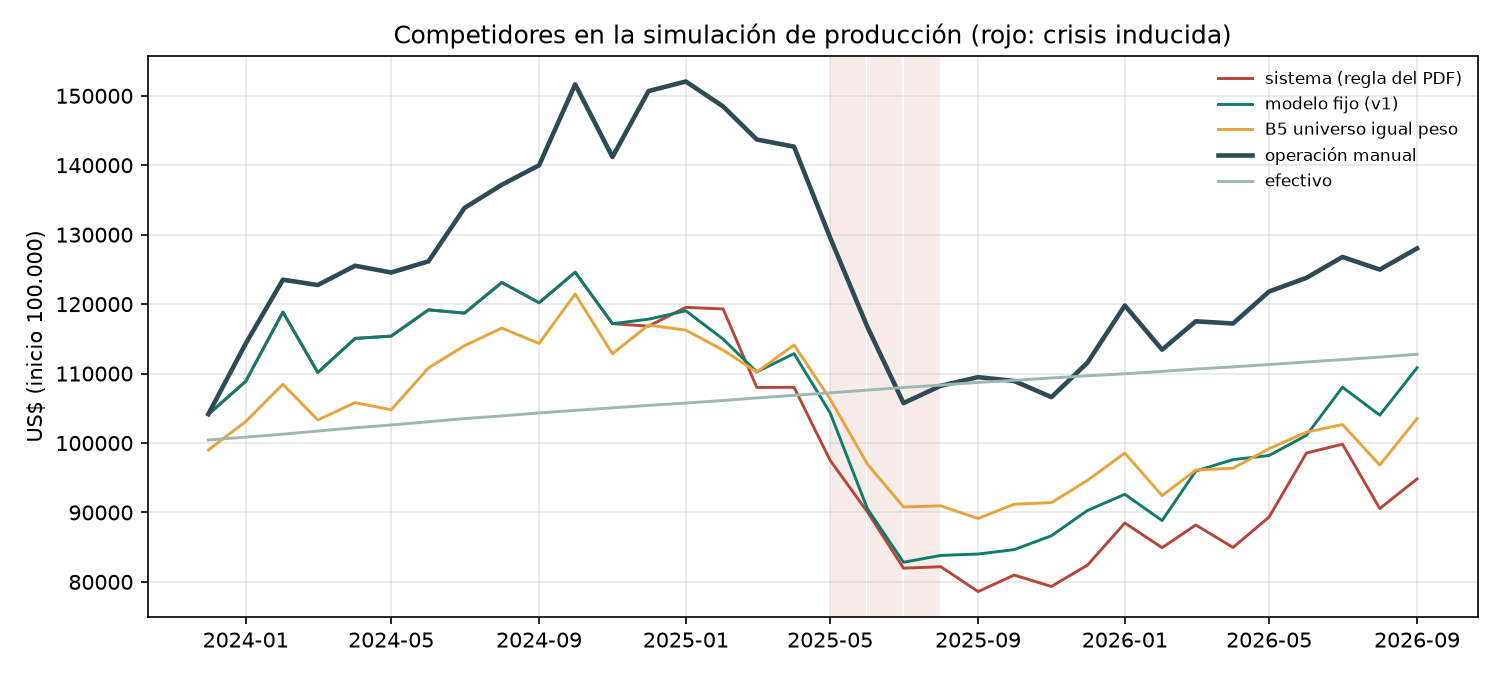 Competidores en la simulación de producción (rojo: crisis inducida)
sistema (regla del PDF)
modelo fijo (v1)
B5 universo igual peso
operación manual
efectivo
US$ (inicio 100.000)
150000
140000
130000
120000
110000
100000
90000
80000
2024-01
2024-05
2024-09
2025-01
2025-05
2025-09
2026-01
2026-05
2026-09